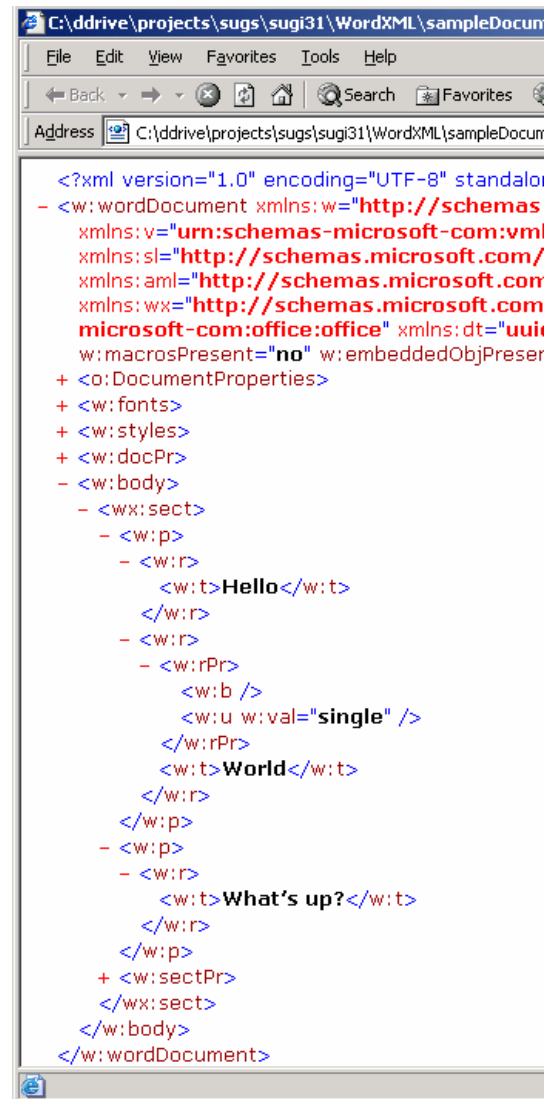 C:\ddrive\projects\sugs\sugi31\WordXML\sampleDocum
File Edit View Favorites Tools Help
Back Search Favorites
Address C:\ddrive\projects\sugs\sugi31\WordXML\sampleDocum
<?xml version="1.0" encoding="UTF-8" standalo
- <w:wordDocument xmlns:w="http://schemas
xmlns:v="urn:schemas-microsoft-com:vml
xmlns:sl="http://schemas.microsoft.com/
xmlns:aml="http://schemas.microsoft.com
xmlns:wx="http://schemas.microsoft.com
microsoft-com:office:office" xmlns:dt="uuid
w:macrosPresent="no" w:embeddedObjPresen
+ <o:DocumentProperties>
+ <w:fonts>
+ <w:styles>
+ <w:docPr>
- <w:body>
- <wx:sect>
- <w:p>
- <w:r>
<w:t>Hello</w:t>
</w:r>
- <w:r>
- <w:rPr>
<w:b />
<w:u w:val="single" />
</w:rPr>
<w:t>World</w:t>
</w:r>
</w:p>
- <w:p>
- <w:r>
<w:t>What's up?</w:t>
</w:r>
</w:p>
+ <w:sectPr>
</wx:sect>
</w:body>
</w:wordDocument>